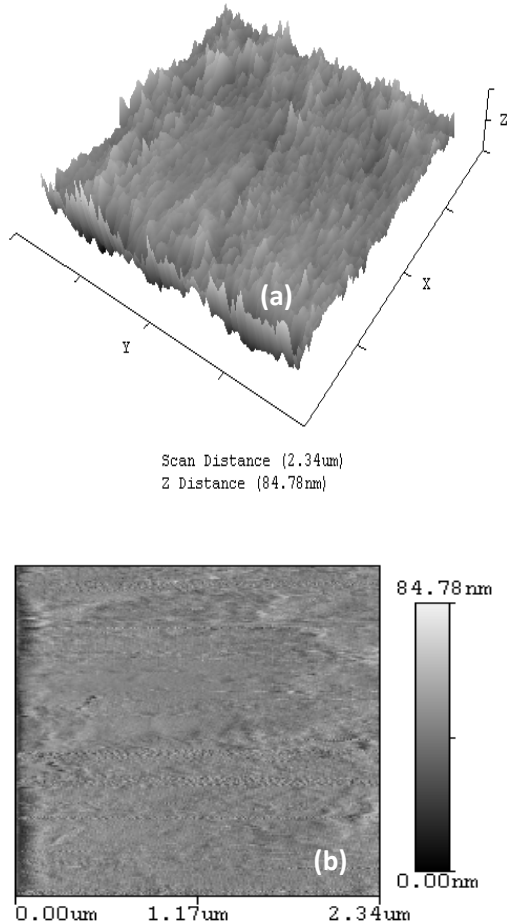 Z
(a)
X
Y
Scan Distance (2.34um)
Z Distance (84.78nm)
84.78nm
(b)
0.00nm
0.00um 1.17um 2.34um